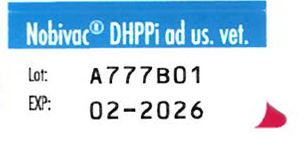 Nobivac® DHPPi ad us. vet.
Lot: A777B01
EXP: 02-2026